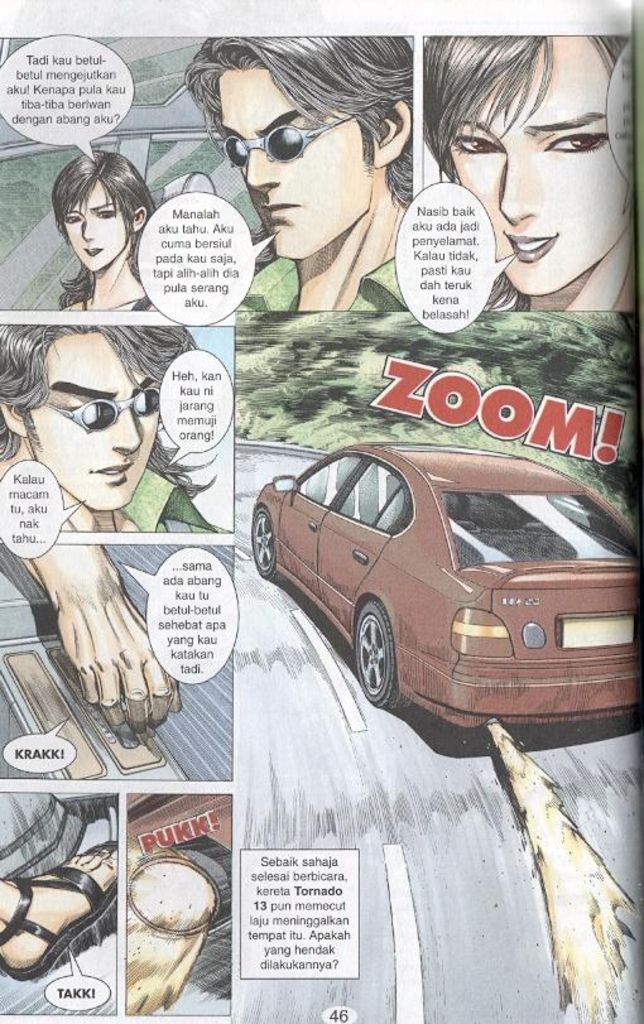 Tadi kau betul-
betul mengejutkan
aku! Kenapa pula kau
tiba-tiba beriwan
dengan abang aku?
Manalah
aku tahu. Aku
cuma bersiul
pada kau saja,
tapi alih-alih dia
pula serang
aku.
Nasib baik
aku ada jadi
penyelamat.
Kalau tidak,
pasti kau
dah teruk
kena
belasah!
Heh, kan
kau ni
jarang
memuji
orang!
Kalau
macam
tu, aku
nak
tahu...
...sama
ada abang
kau tu
betul-betul
sehebat apa
yang kau
katakan
tadi.
KRAKK!
TAKK!
PUKK!
ZOOM!
Sebaik sahaja
selesai berbicara,
kereta Tornado
13 pun memecut
laju meninggalkan
tempat itu. Apakah
yang hendak
dilakukannya?
46